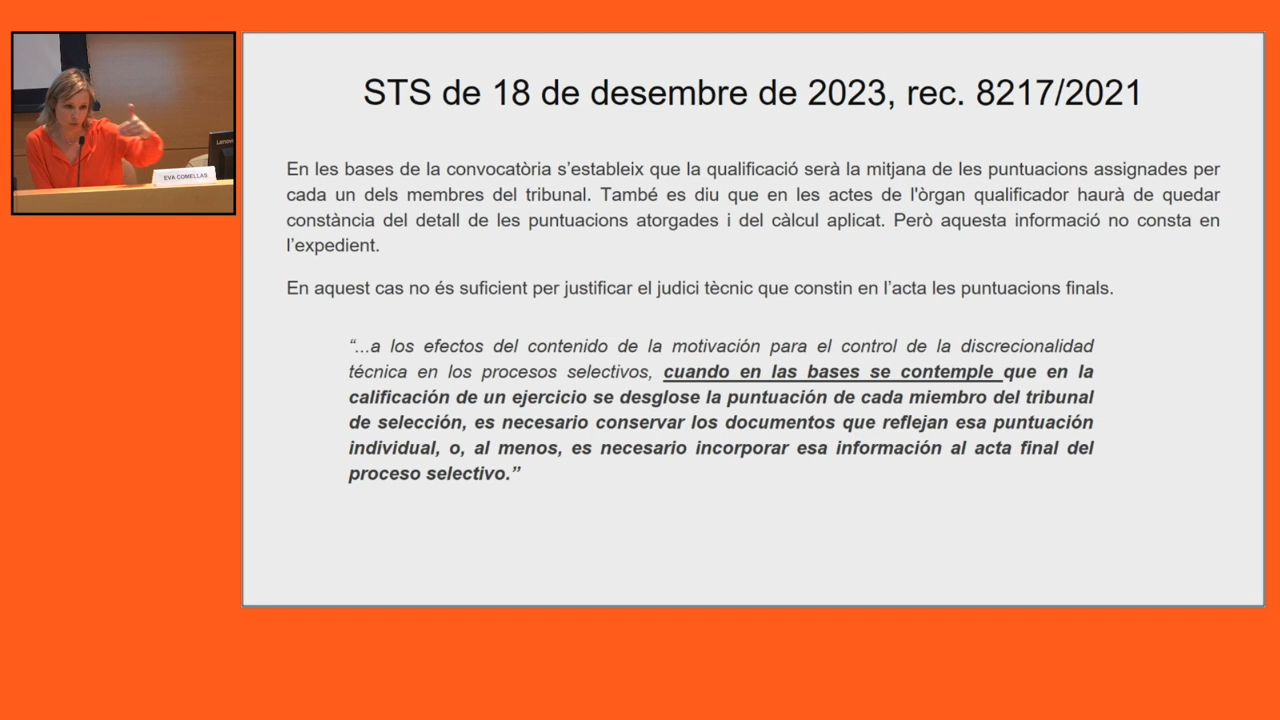 STS de 18 de desembre de 2023, rec. 8217/2021
En les bases de la convocatòria s’estableix que la qualificació serà la mitjana de les puntuacions assignades per
cada un dels membres del tribunal. També es diu que en les actes de l'òrgan qualificador haurà de quedar
constància del detall de les puntuacions atorgades i del càlcul aplicat. Però aquesta informació no consta en
l’expedient.
En aquest cas no és suficient per justificar el judici tècnic que constin en l’acta les puntuacions finals.
“...a los efectos del contenido de la motivación para el control de la discrecionalidad
técnica en los procesos selectivos, cuando en las bases se contemple que en la
calificación de un ejercicio se desglose la puntuación de cada miembro del tribunal
de selección, es necesario conservar los documentos que reflejan esa puntuación
individual, o, al menos, es necesario incorporar esa información al acta final del
proceso selectivo.”
Lenovo
EVA COMELLAS